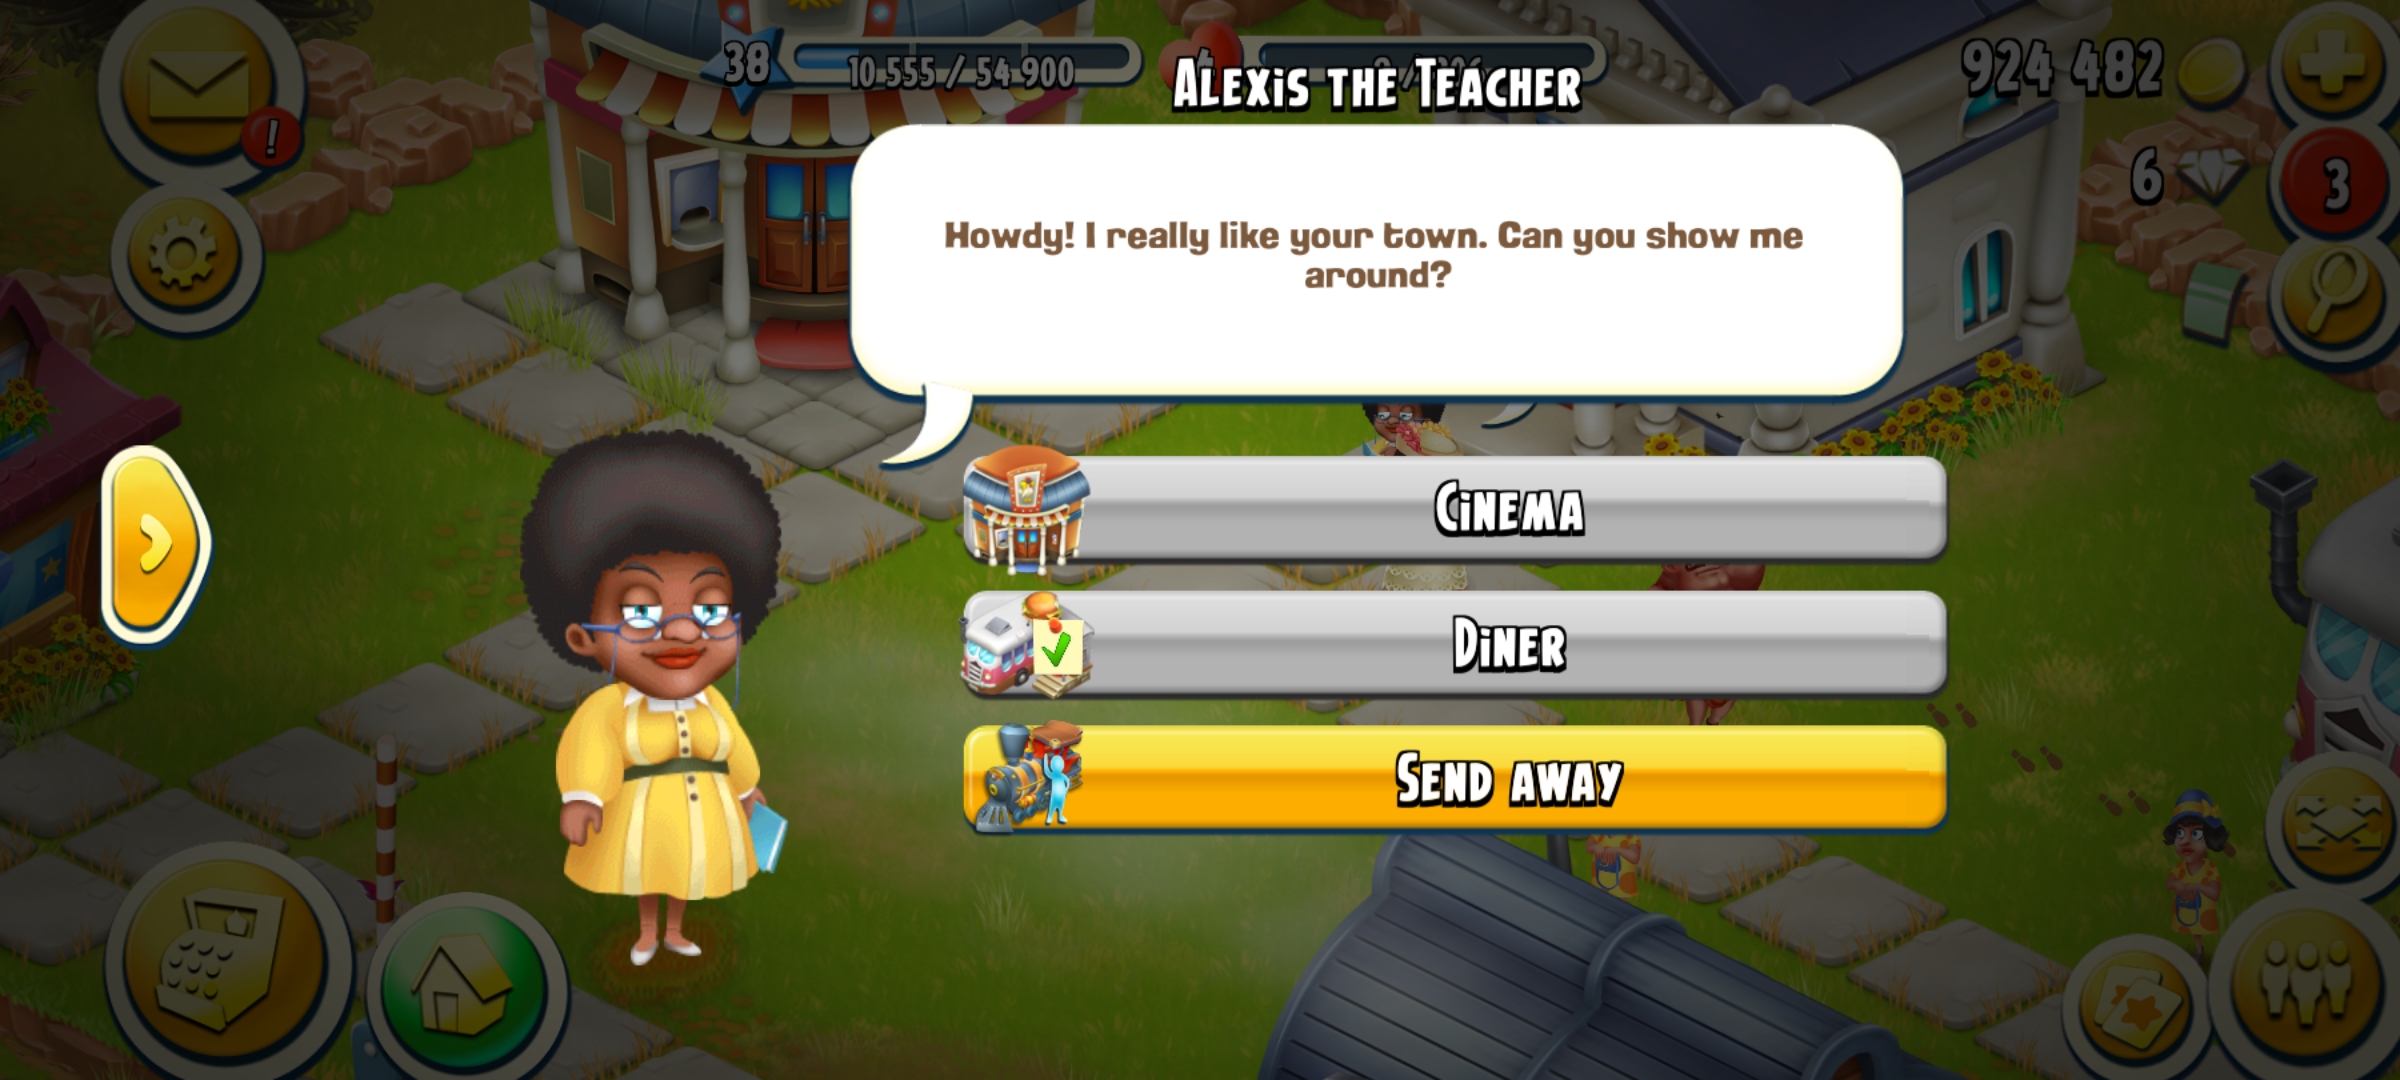 38
10 555 / 54 900
924 482
ALEXIS THE TEACHER
6
3
!
Howdy! I really like your town. Can you show me
around?
CINEMA
DINER
SEND AWAY